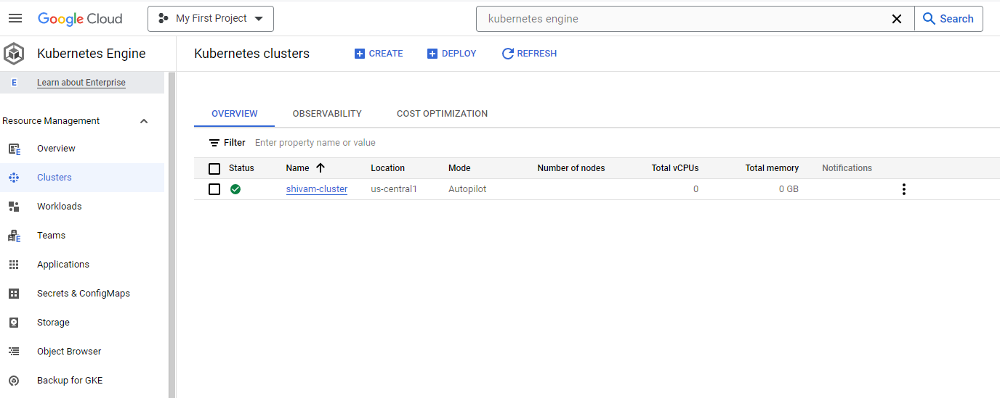 Google Cloud
My First Project
kubernetes engine
Search
Kubernetes Engine
Kubernetes clusters
CREATE
DEPLOY
REFRESH
E
Learn about Enterprise
Resource Management
E
Overview
Clusters
Workloads
E
Teams
Applications
Secrets & ConfigMaps
Storage
Object Browser
Backup for GKE
OVERVIEW
OBSERVABILITY
COST OPTIMIZATION
Filter Enter property name or value
Status Name Location Mode Number of nodes Total vCPUs Total memory Notifications
shivam-cluster us-central1 Autopilot 0 0 GB